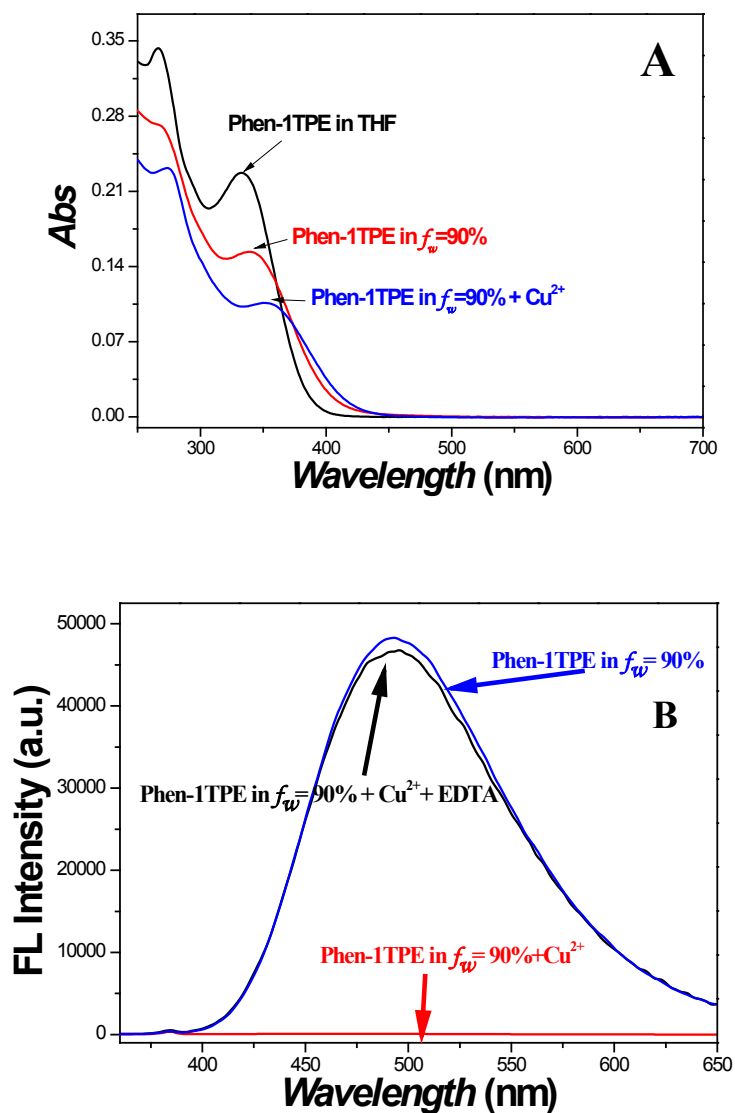 A
0.35
0.28
0.21
0.14
0.07
0.00
Abs
Phen-1TPE in THF
Phen-1TPE in fw=90%
Phen-1TPE in fw=90% + Cu²⁺
300 400 500 600 700
Wavelength (nm)
50000
40000
30000
20000
10000
0
FL Intensity (a.u.)
Phen-1TPE in fw= 90%
B
Phen-1TPE in fw= 90% + Cu²⁺ + EDTA
Phen-1TPE in fw= 90%+Cu²⁺
400 450 500 550 600 650
Wavelength (nm)